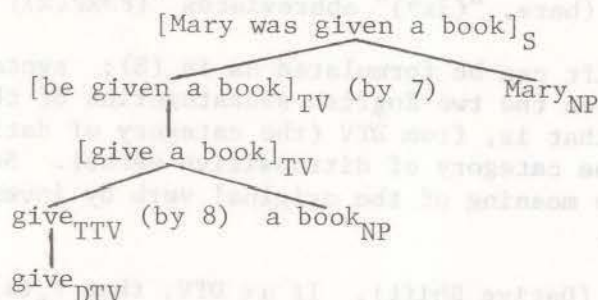 [Mary was given a book]S
[be given a book]TV (by 7) MaryNP
[give a book]TV
giveTTV (by 8) a bookNP
giveDTV